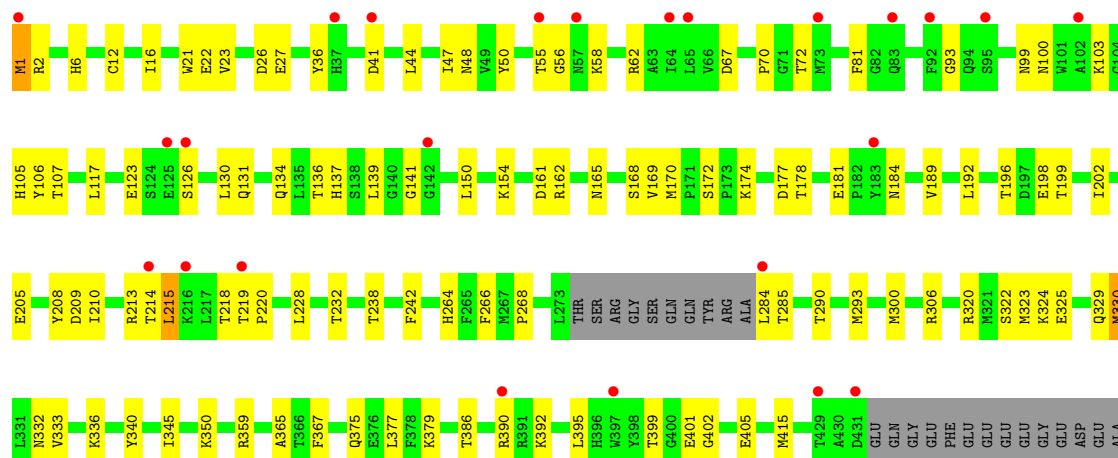 M1 R2 H6 C12 I16 W21 E22 V23 D26 E27 Y36 H37 D41 L44 I47 N48 V49 Y50 T55 G56 N57 K58 R62 A63 I64 L65 V66 D67 P70 G71 T72 M73 F81 G82 Q83 F92 G93 Q94 S95 N99 N100 W101 A102 K103 G104
H105 Y106 T107 L117 E123 S124 E125 S126 L130 Q131 Q134 L135 T136 H137 S138 L139 G140 G141 G142 L150 K154 D161 R162 N165 S168 V169 M170 P171 S172 P173 K174 D177 T178 E181 P182 Y183 N184 V189 L192 T196 D197 E198 T199 I202
E205 Y208 D209 I210 R213 T214 L215 K216 L217 T218 T219 P220 L228 T232 T238 F242 H264 F265 F266 M267 P268 L273 THR SER ARG GLY SER GLN GLN TYR ARG ALA L284 T285 T290 M293 M300 R306 R320 M321 S322 M323 K324 E325 Q329 M330
L331 N332 V333 K336 Y340 I345 K350 R359 A365 T366 F367 Q375 E376 L377 F378 K379 T386 R390 R391 K392 L395 H396 W397 Y398 T399 G400 E401 G402 E405 M415 T429 A430 D431 GLU GLN GLY GLU PHE GLU GLU GLU GLU GLY GLU ASP GLU ALA